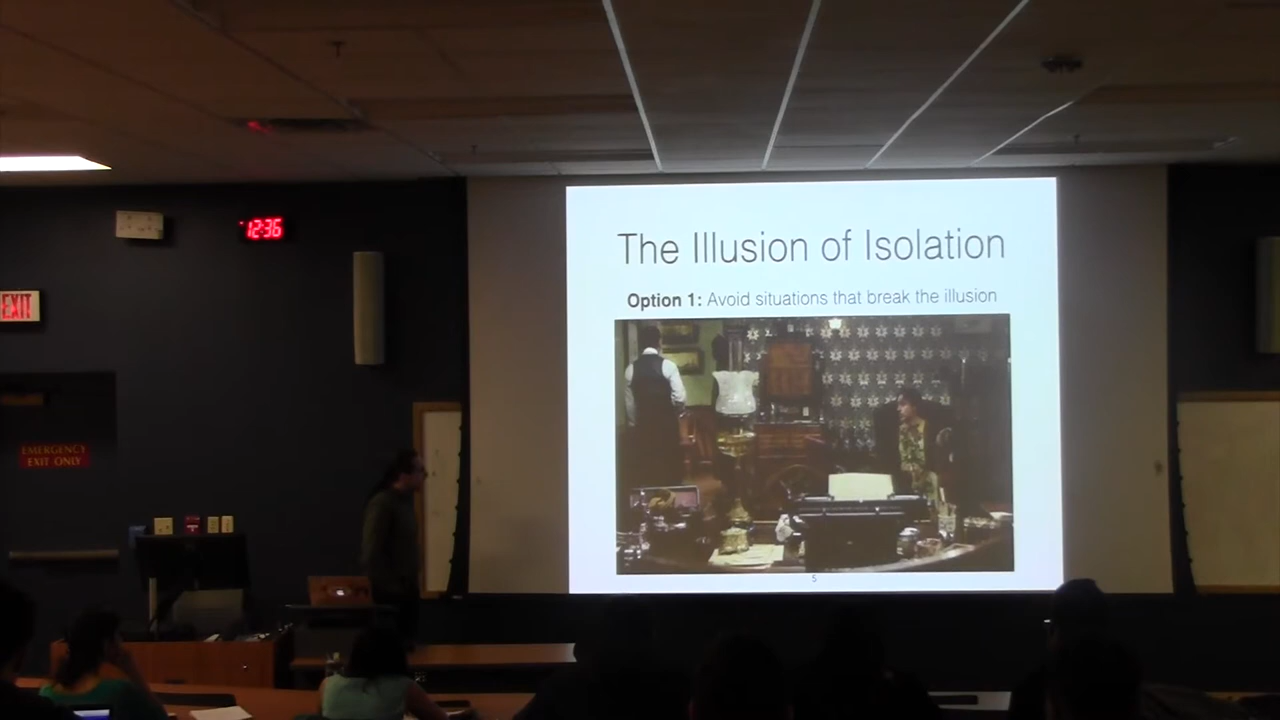 12:36
EXIT
EMERGENCY
EXIT ONLY
The Illusion of Isolation
Option 1: Avoid situations that break the illusion
5